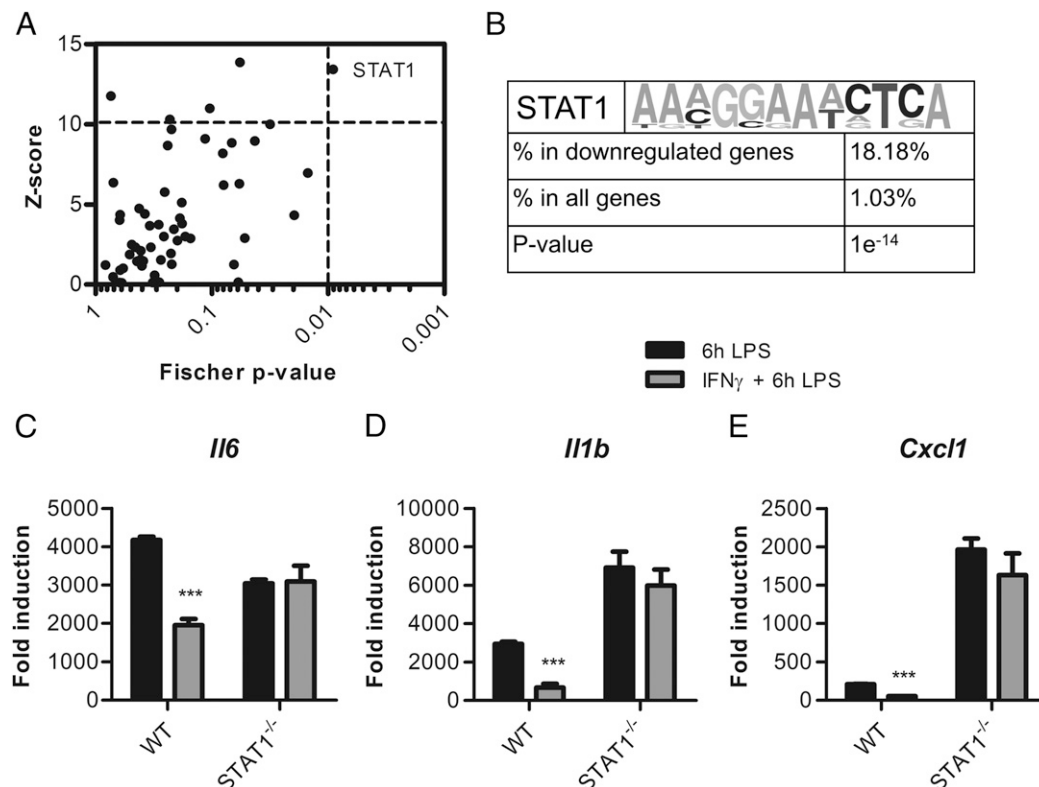 A
15
10
5
0
Z-score
STAT1
1
0.1
0.01
0.001
Fischer p-value
B
STAT1
% in downregulated genes 18.18%
% in all genes 1.03%
P-value 1e-14
6h LPS
IFNγ + 6h LPS
C
Il6
5000
4000
3000
2000
1000
0
Fold induction
***
WT
STAT1-/-
D
Il1b
10000
8000
6000
4000
2000
0
Fold induction
***
WT
STAT1-/-
E
Cxcl1
2500
2000
1500
1000
500
0
Fold induction
***
WT
STAT1-/-